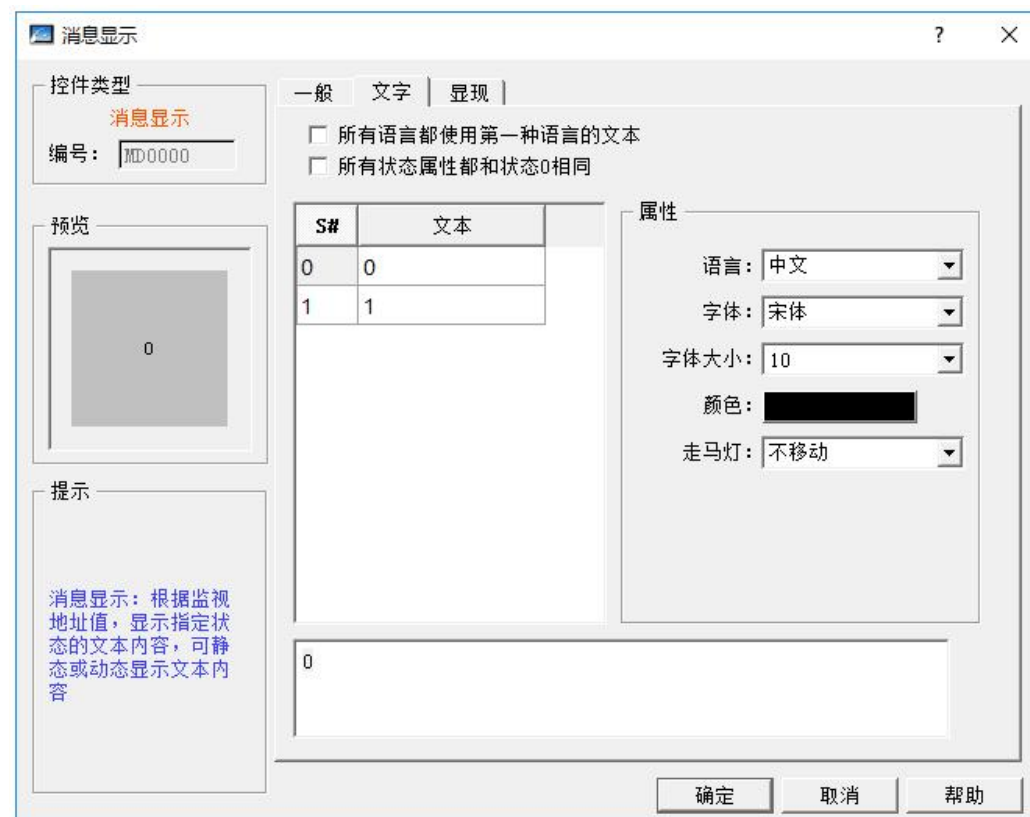 消息显示
? ×
控件类型
消息显示
编号: MD0000
预览
0
提示
消息显示: 根据监视
地址值, 显示指定状
态的文本内容, 可静
态或动态显示文本内
容
一般 文字 显现
所有语言都使用第一种语言的文本
所有状态属性都和状态0相同
S# 文本
0 0
1 1
属性
语言: 中文
字体: 宋体
字体大小: 10
颜色:
走马灯: 不移动
0
确定 取消 帮助